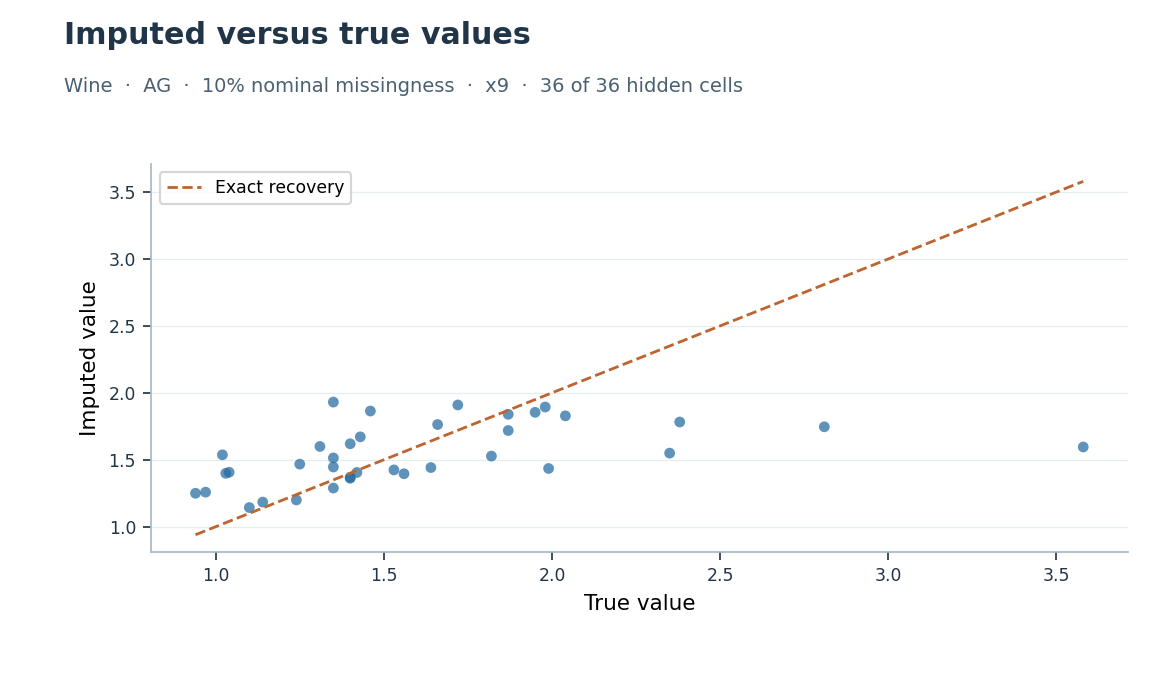 Imputed versus true values
Wine · AG · 10% nominal missingness · x9 · 36 of 36 hidden cells
Exact recovery
3.5
3.0
2.5
2.0
1.5
1.0
Imputed value
1.0 1.5 2.0 2.5 3.0 3.5
True value